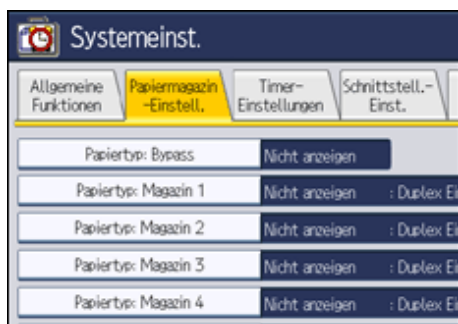 Systemeinst.
Allgemeine Funktionen
Papiermagazin -Einstell.
Timer- Einstellungen
Schnittstell.- Einst.
Papiertyp: Bypass Nicht anzeigen
Papiertyp: Magazin 1 Nicht anzeigen : Duplex Ei
Papiertyp: Magazin 2 Nicht anzeigen : Duplex Ei
Papiertyp: Magazin 3 Nicht anzeigen : Duplex Ei
Papiertyp: Magazin 4 Nicht anzeigen : Duplex Ei